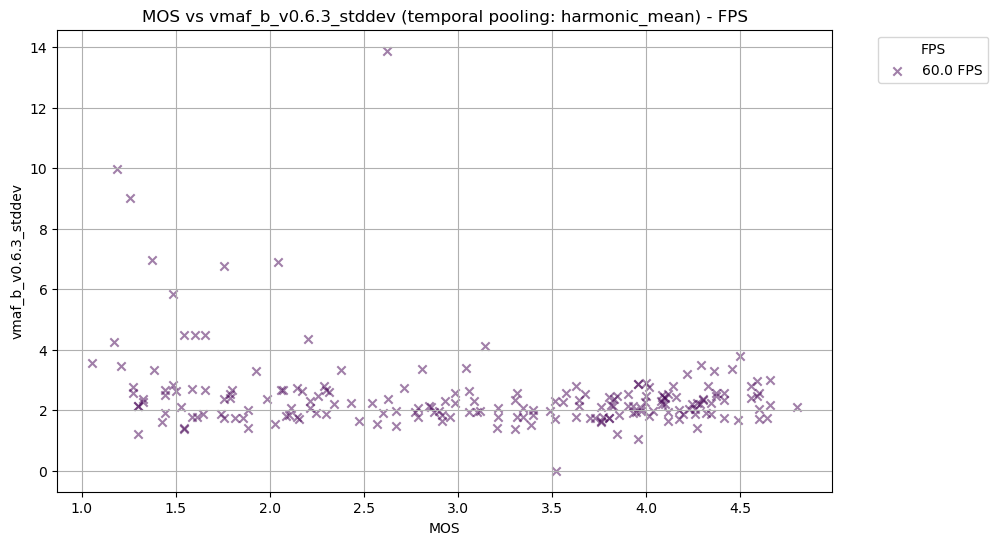 MOS vs vmaf_b_v0.6.3_stddev (temporal pooling: harmonic_mean) - FPS
FPS
60.0 FPS
vmaf_b_v0.6.3_stddev
14
12
10
8
6
4
2
0
1.0 1.5 2.0 2.5 3.0 3.5 4.0 4.5
MOS